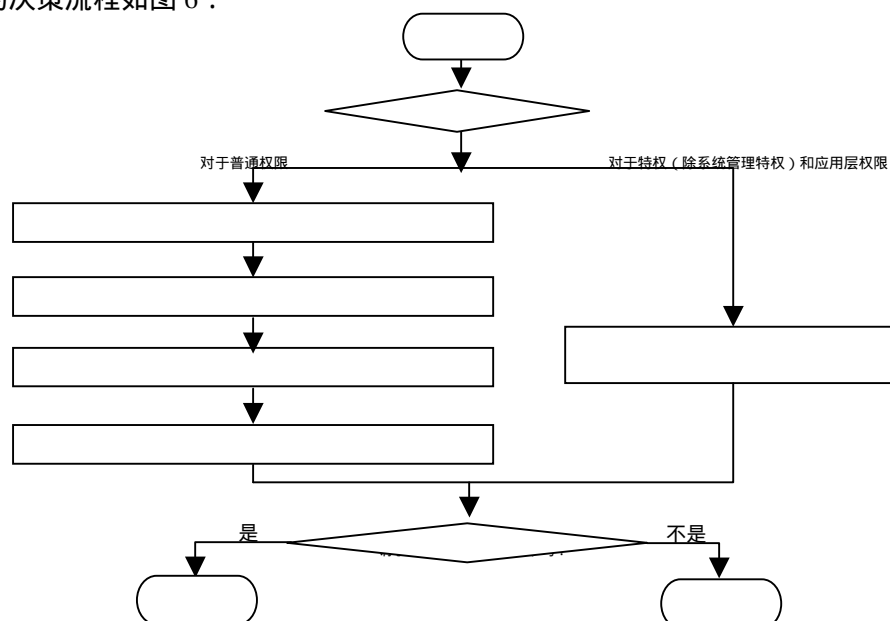 决策流程如图 6：
对于普通权限
对于特权（除系统管理特权）和应用层权限
是
不是